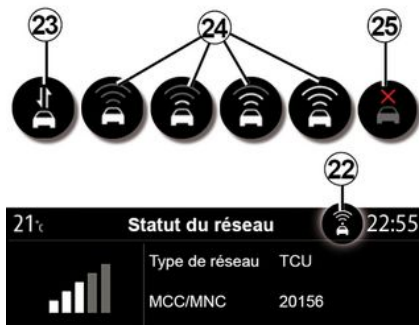 23
24
25
22
21°c Statut du réseau 22:55
Type de réseau TCU
MCC/MNC 20156